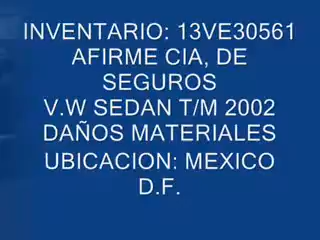 INVENTARIO: 13VE30561
AFIRME CIA, DE
SEGUROS
V.W SEDAN T/M 2002
DAÑOS MATERIALES
UBICACION: MEXICO
D.F.